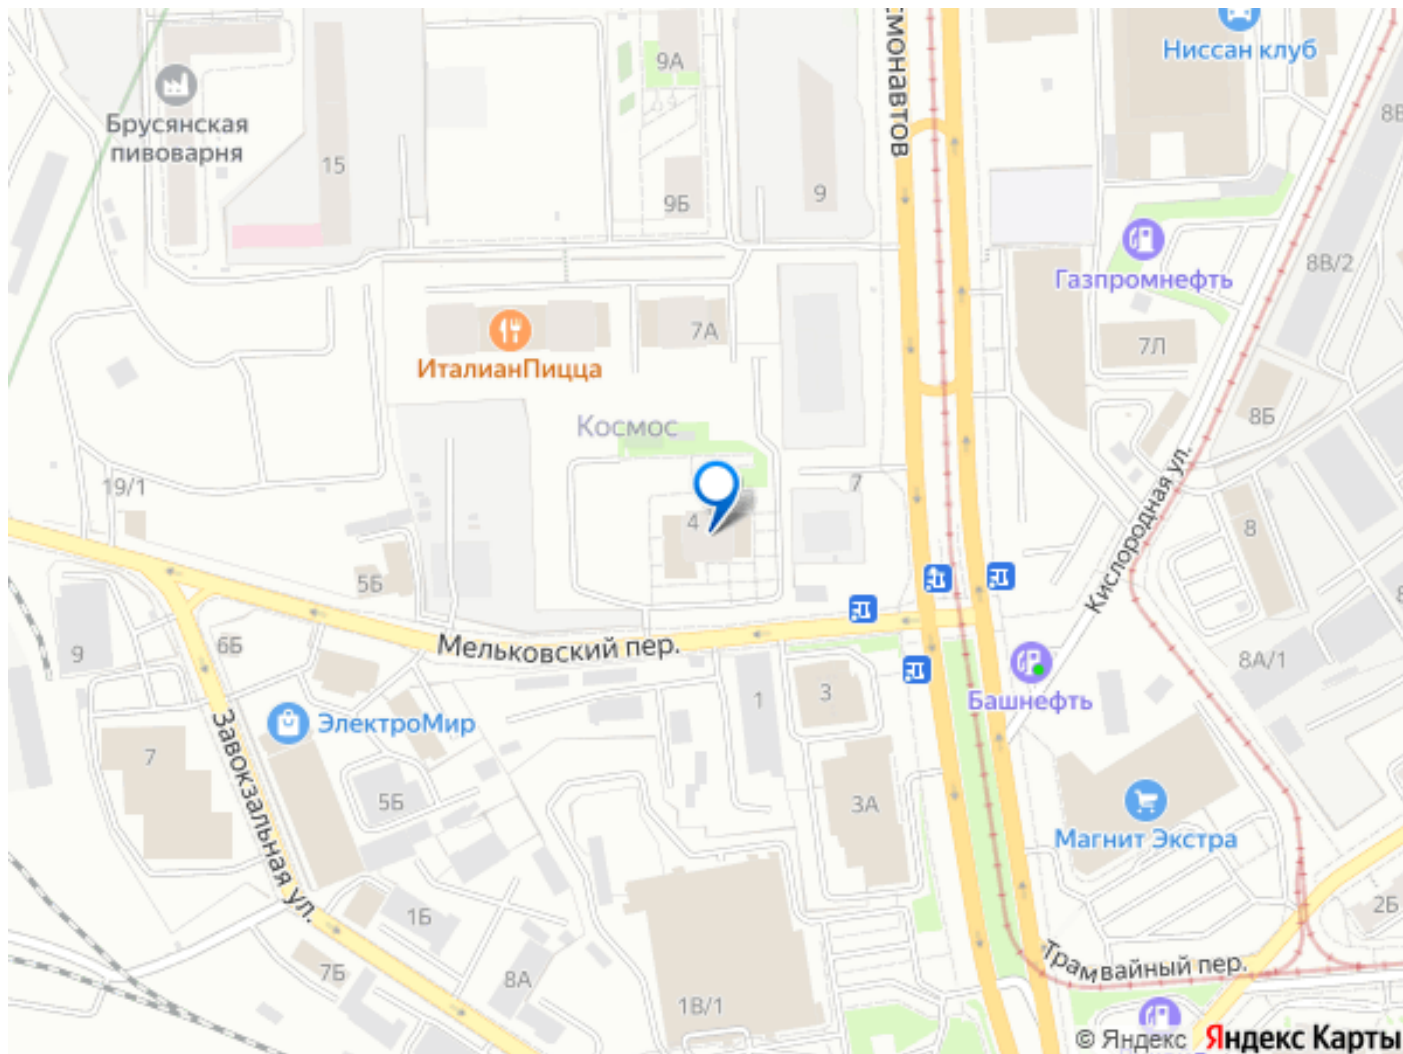 Ниссан клуб
монавтов
9А
8В
Брусянская
пивоварня
15
9Б
9
Газпромнефть
8В/2
7А
7Л
ИталианПицца
8Б
Космос
19/1
7
4
8
5Б
Кислородная ул.
Мельковский пер.
6Б
9
8А/1
1
3
Башнефть
ЭлектроМир
Завокзальная ул.
7
5Б
3А
Магнит Экстра
1Б
2Б
7Б
8А
Трамвайный пер.
1В/1
© Яндекс Яндекс Карты